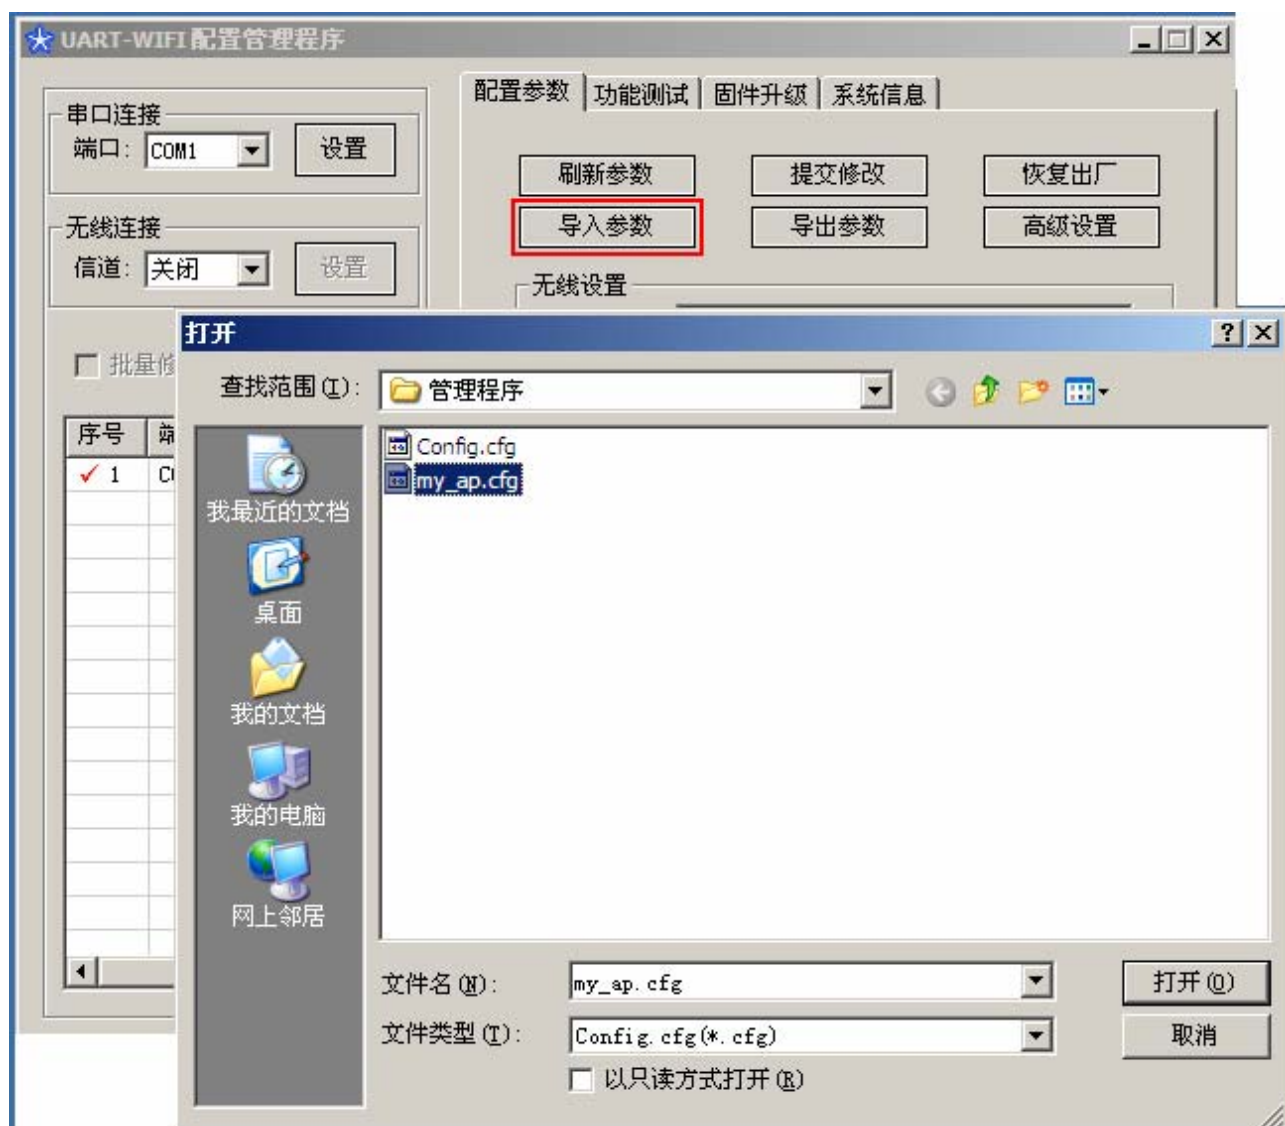 UART-WIFI配置管理程序
串口连接
端口: COM1 设置
无线连接
信道: 关闭 设置
批量修
序号
✓ 1
配置参数 功能测试 固件升级 系统信息
刷新参数 提交修改 恢复出厂
导入参数 导出参数 高级设置
无线设置
打开
查找范围(I): 管理程序
我最近的文档
桌面
我的文档
我的电脑
网上邻居
Config.cfg
my_ap.cfg
文件名(N): my_ap.cfg 打开(O)
文件类型(T): Config.cfg(*.cfg) 取消
以只读方式打开(R)